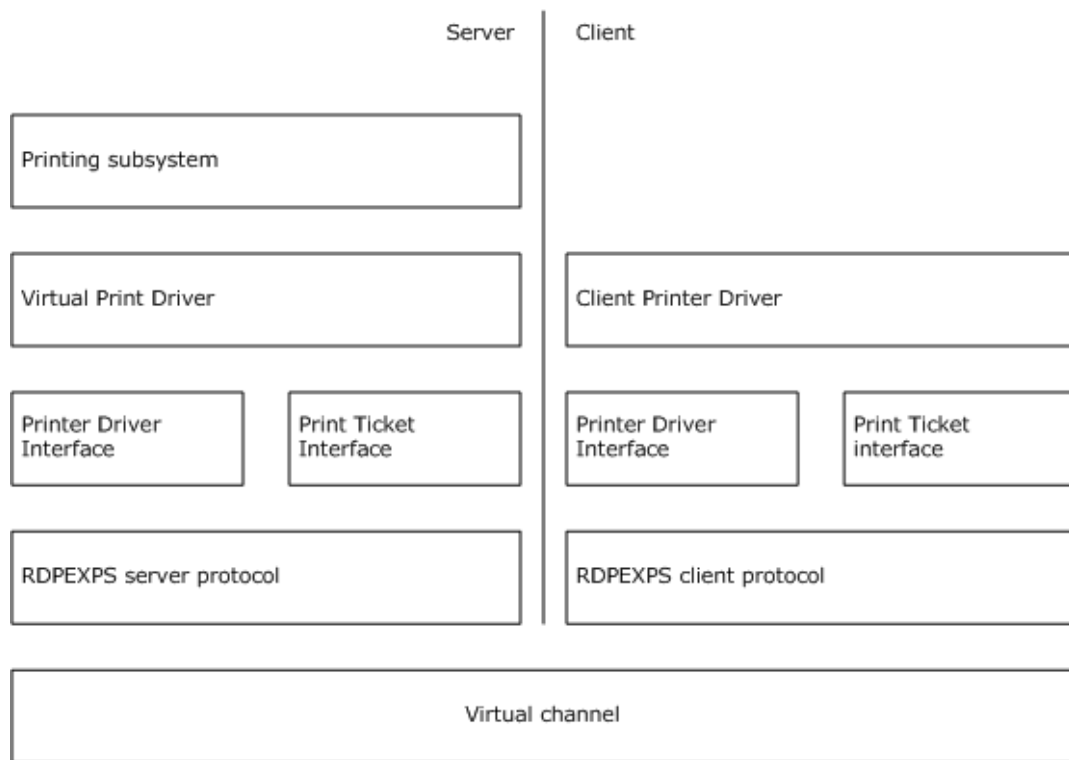 Server
Client
Printing subsystem
Virtual Print Driver
Client Printer Driver
Printer Driver
Interface
Print Ticket
Interface
Printer Driver
Interface
Print Ticket
interface
RDPEXPS server protocol
RDPEXPS client protocol
Virtual channel